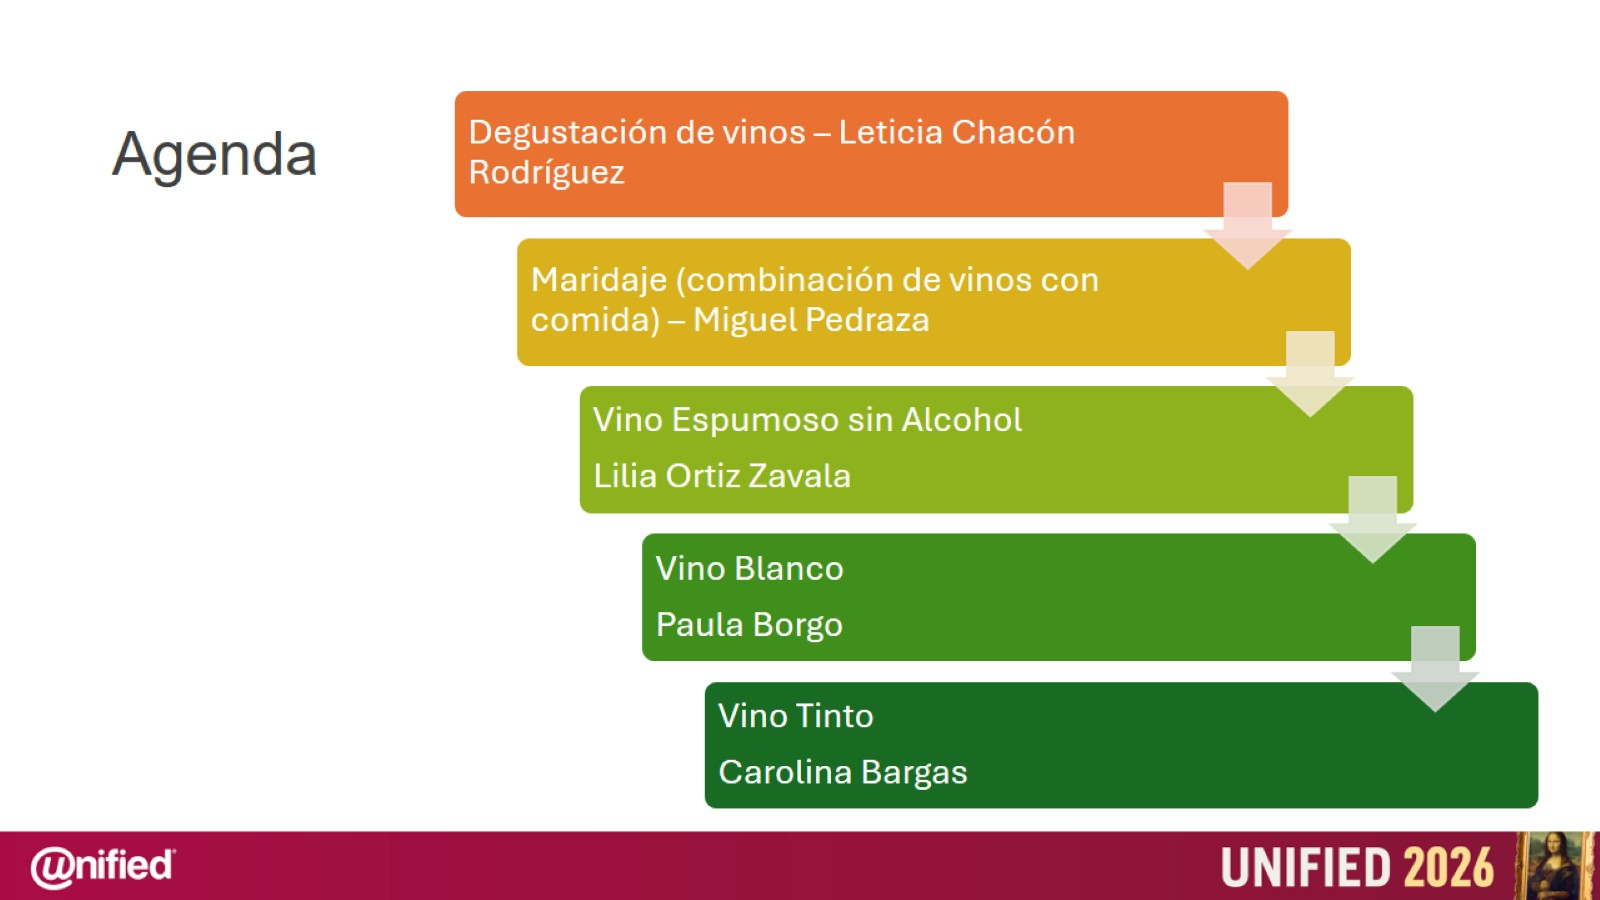 Agenda
Degustación de vinos – Leticia Chacón
Rodríguez
Maridaje (combinación de vinos con
comida) – Miguel Pedraza
Vino Espumoso sin Alcohol
Lilia Ortiz Zavala
Vino Blanco
Paula Borgo
Vino Tinto
Carolina Bargas
unified
UNIFIED 2026